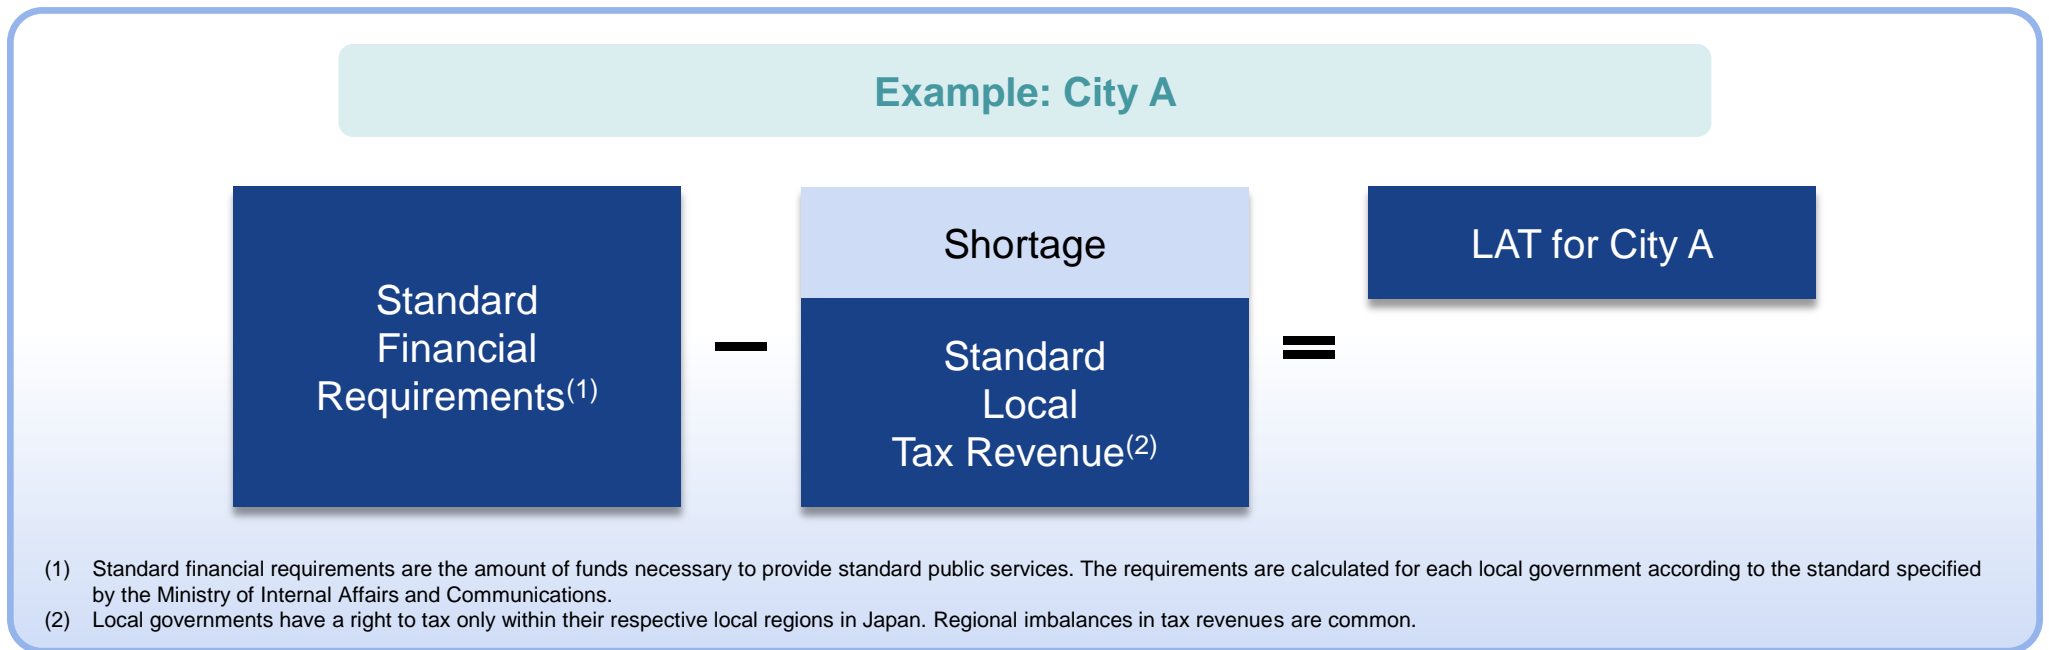 Example: City A
Standard
Financial
Requirements(1)
Shortage
Standard
Local
Tax Revenue(2)
LAT for City A
(1) Standard financial requirements are the amount of funds necessary to provide standard public services. The requirements are calculated for each local government according to the standard specified
by the Ministry of Internal Affairs and Communications.
(2) Local governments have a right to tax only within their respective local regions in Japan. Regional imbalances in tax revenues are common.